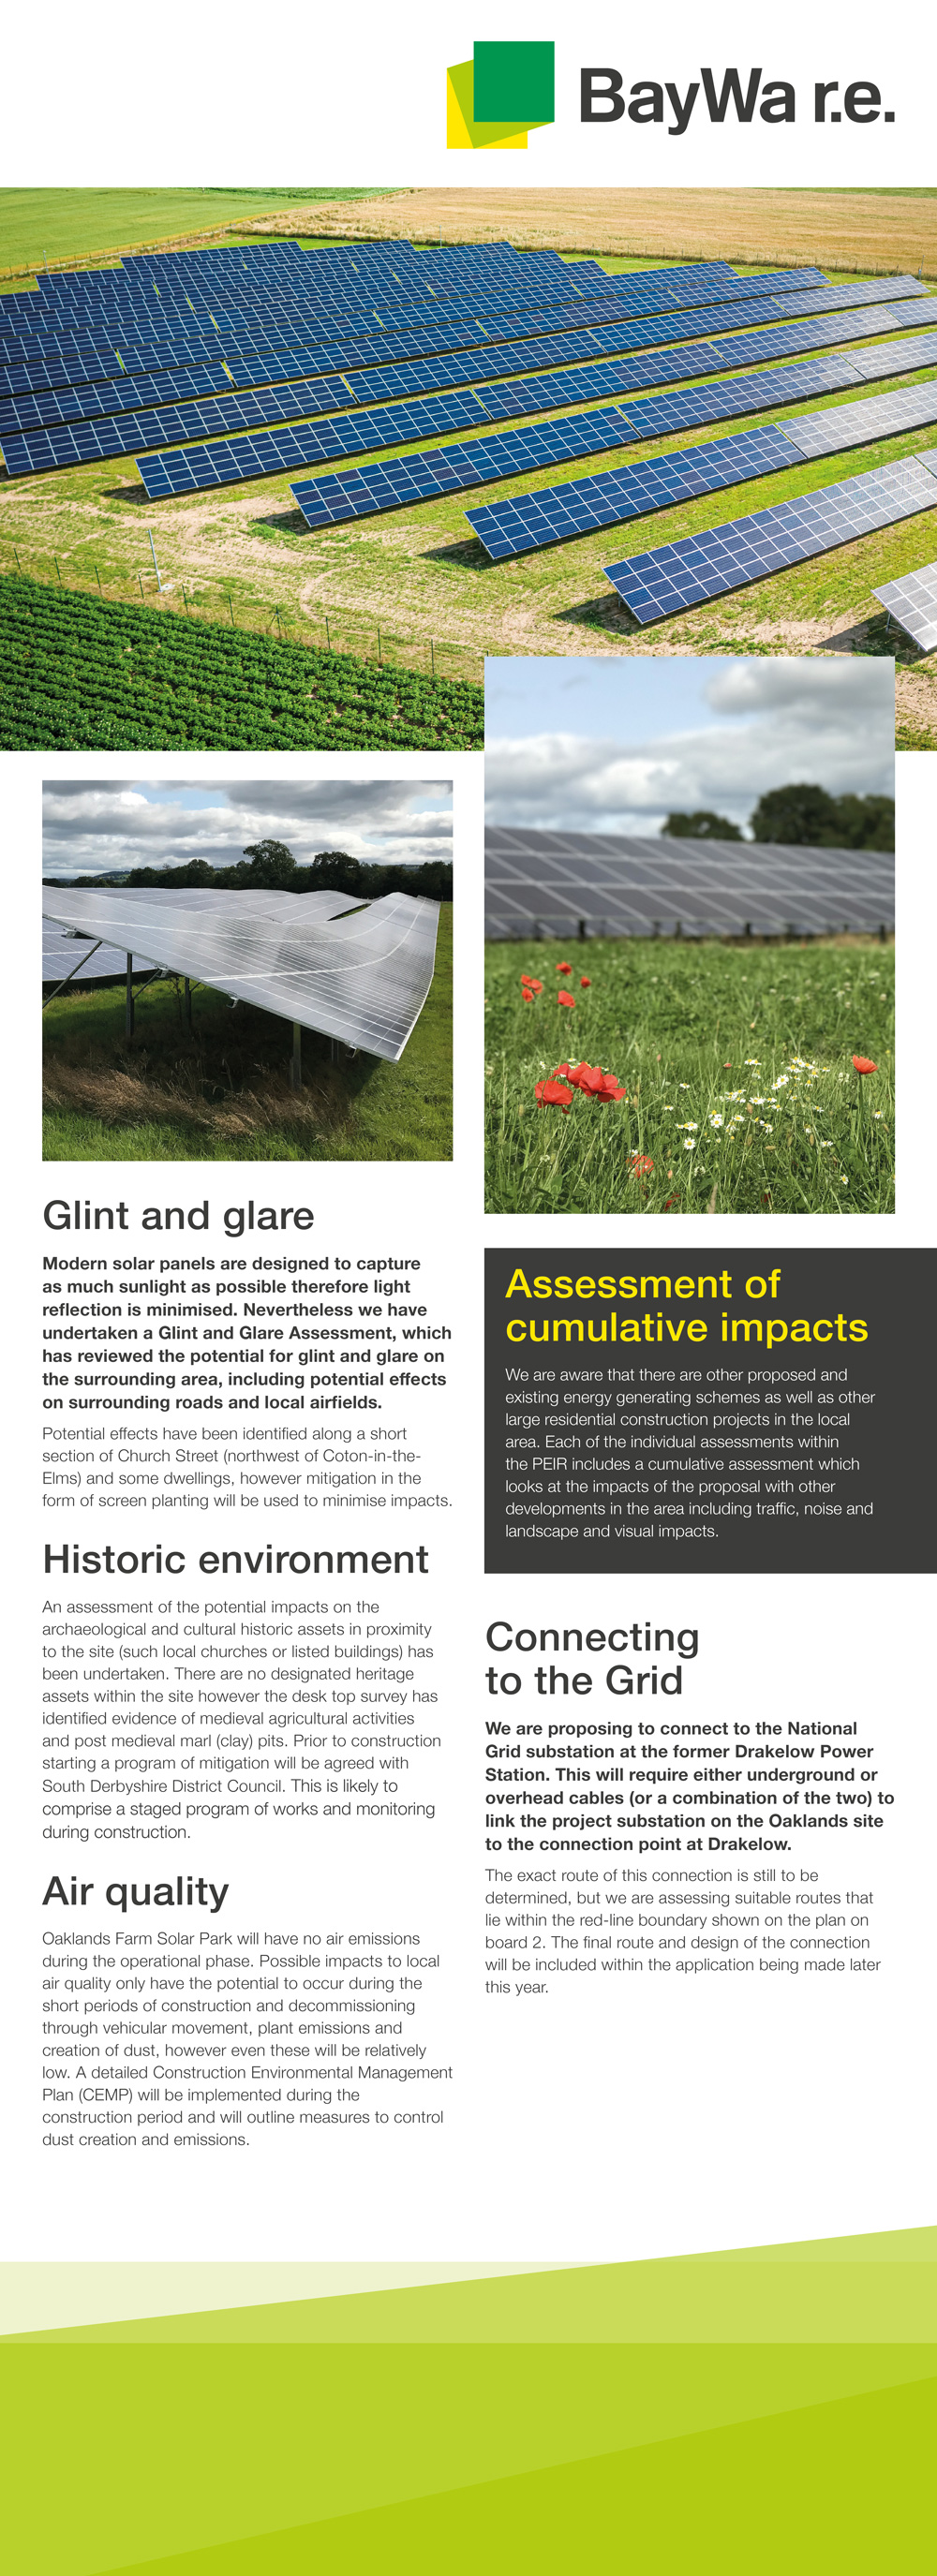 BayWa r.e.
Glint and glare
Modern solar panels are designed to capture
as much sunlight as possible therefore light
reflection is minimised. Nevertheless we have
undertaken a Glint and Glare Assessment, which
has reviewed the potential for glint and glare on
the surrounding area, including potential effects
on surrounding roads and local airfields.
Potential effects have been identified along a short
section of Church Street (northwest of Coton-in-the-
Elms) and some dwellings, however mitigation in the
form of screen planting will be used to minimise impacts.
Historic environment
An assessment of the potential impacts on the
archaeological and cultural historic assets in proximity
to the site (such local churches or listed buildings) has
been undertaken. There are no designated heritage
assets within the site however the desk top survey has
identified evidence of medieval agricultural activities
and post medieval marl (clay) pits. Prior to construction
starting a program of mitigation will be agreed with
South Derbyshire District Council. This is likely to
comprise a staged program of works and monitoring
during construction.
Air quality
Oaklands Farm Solar Park will have no air emissions
during the operational phase. Possible impacts to local
air quality only have the potential to occur during the
short periods of construction and decommissioning
through vehicular movement, plant emissions and
creation of dust, however even these will be relatively
low. A detailed Construction Environmental Management
Plan (CEMP) will be implemented during the
construction period and will outline measures to control
dust creation and emissions.
Assessment of
cumulative impacts
We are aware that there are other proposed and
existing energy generating schemes as well as other
large residential construction projects in the local
area. Each of the individual assessments within
the PEIR includes a cumulative assessment which
looks at the impacts of the proposal with other
developments in the area including traffic, noise and
landscape and visual impacts.
Connecting
to the Grid
We are proposing to connect to the National
Grid substation at the former Drakelow Power
Station. This will require either underground or
overhead cables (or a combination of the two) to
link the project substation on the Oaklands site
to the connection point at Drakelow.
The exact route of this connection is still to be
determined, but we are assessing suitable routes that
lie within the red-line boundary shown on the plan on
board 2. The final route and design of the connection
will be included within the application being made later
this year.